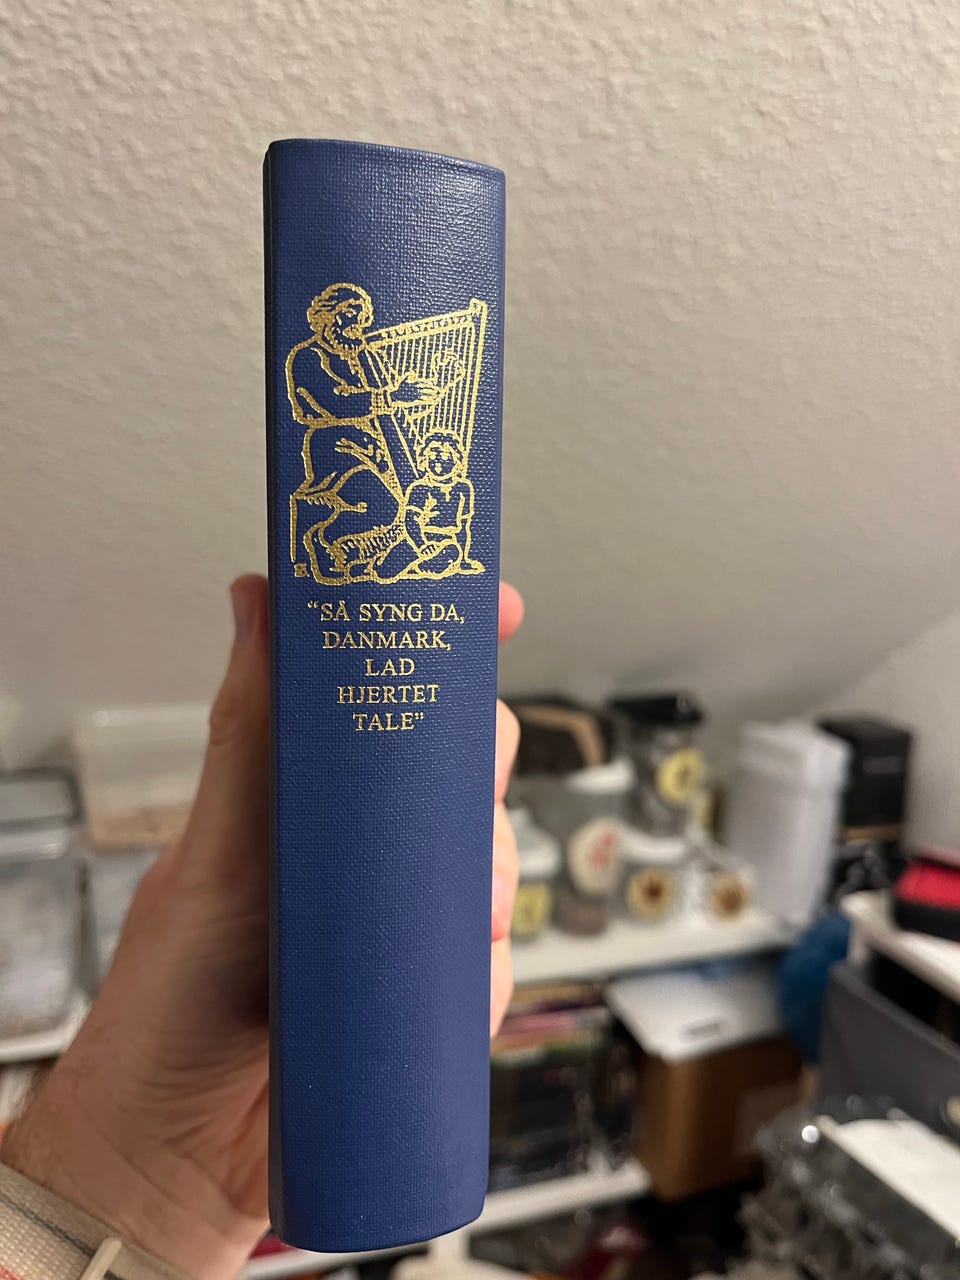 “SÅ SYNG DA,
DANMARK,
LAD
HJERTET
TALE”